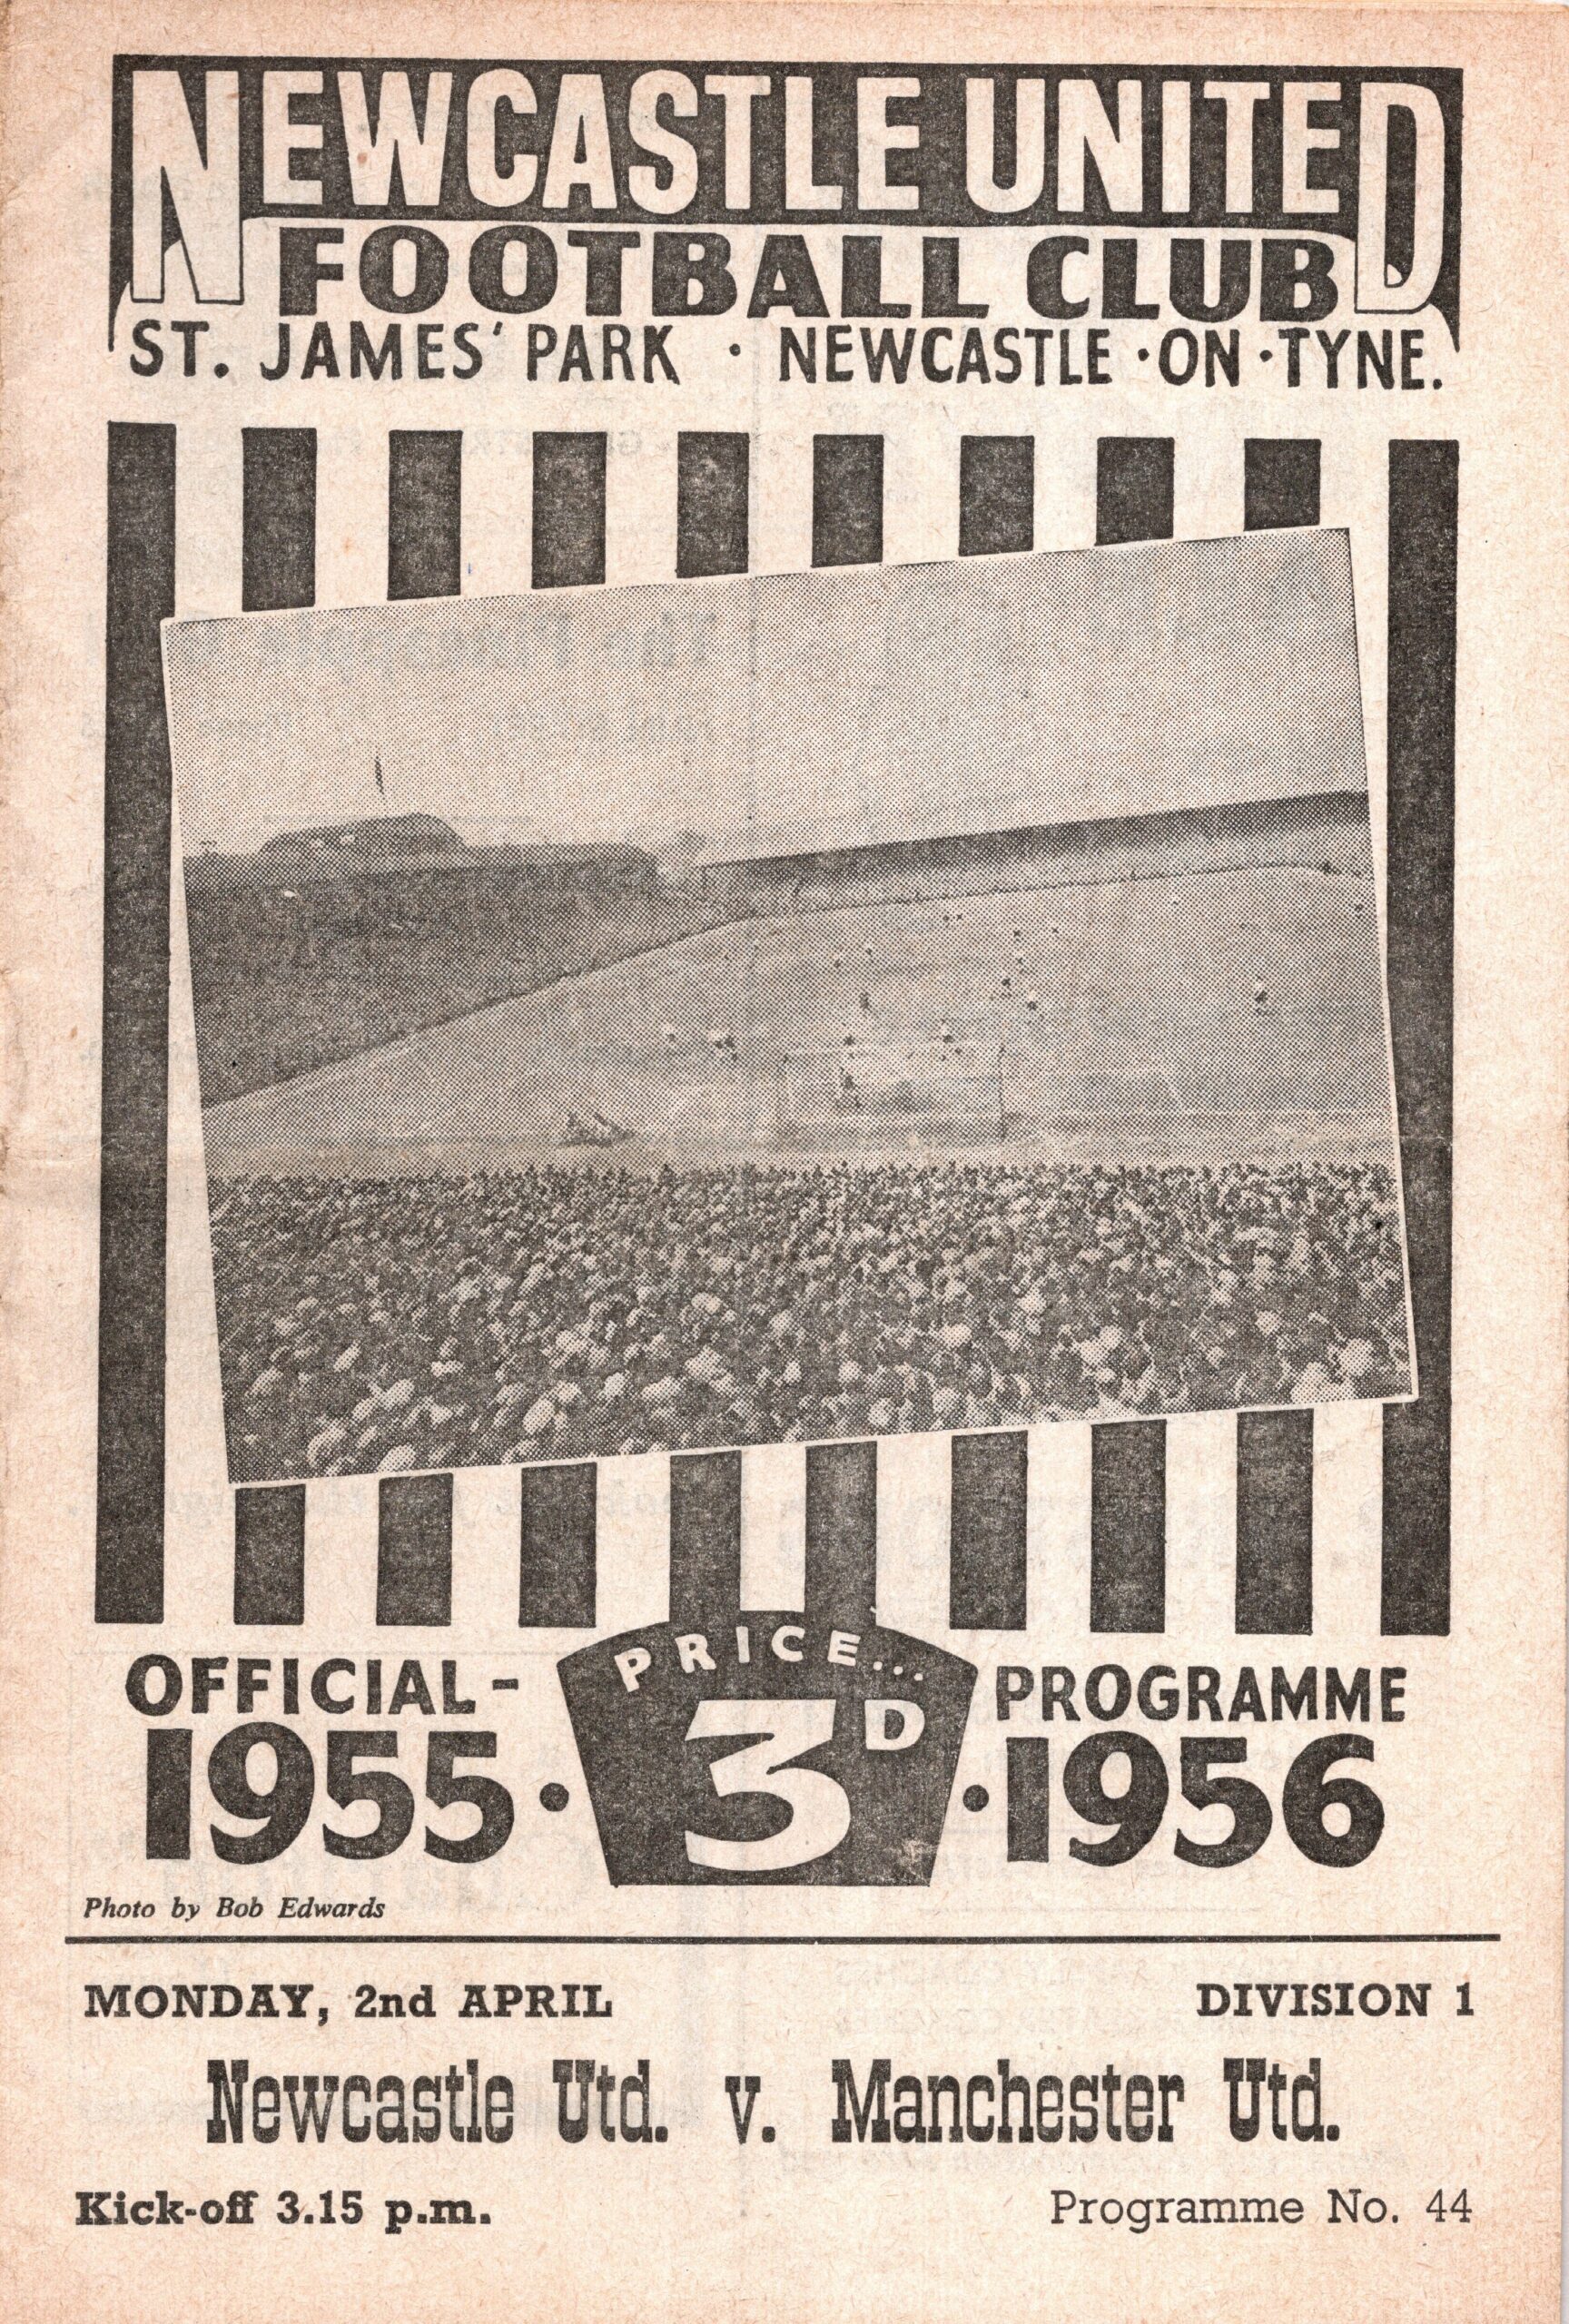 NEWCASTLE UNITED
FOOTBALL CLUB
ST. JAMES' PARK · NEWCASTLE·ON·TYNE.
OFFICIAL- PRICE... PROGRAMME
1955 · 3D · 1956
Photo by Bob Edwards
MONDAY, 2nd APRIL DIVISION 1
Newcastle Utd. v. Manchester Utd.
Kick-off 3.15 p.m. Programme No. 44